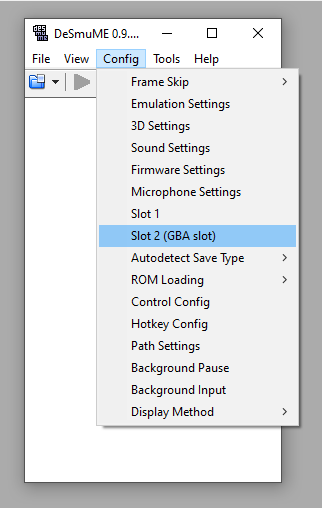 DeSmuME 0.9....
File View Config Tools Help
Frame Skip
Emulation Settings
3D Settings
Sound Settings
Firmware Settings
Microphone Settings
Slot 1
Slot 2 (GBA slot)
Autodetect Save Type
ROM Loading
Control Config
Hotkey Config
Path Settings
Background Pause
Background Input
Display Method